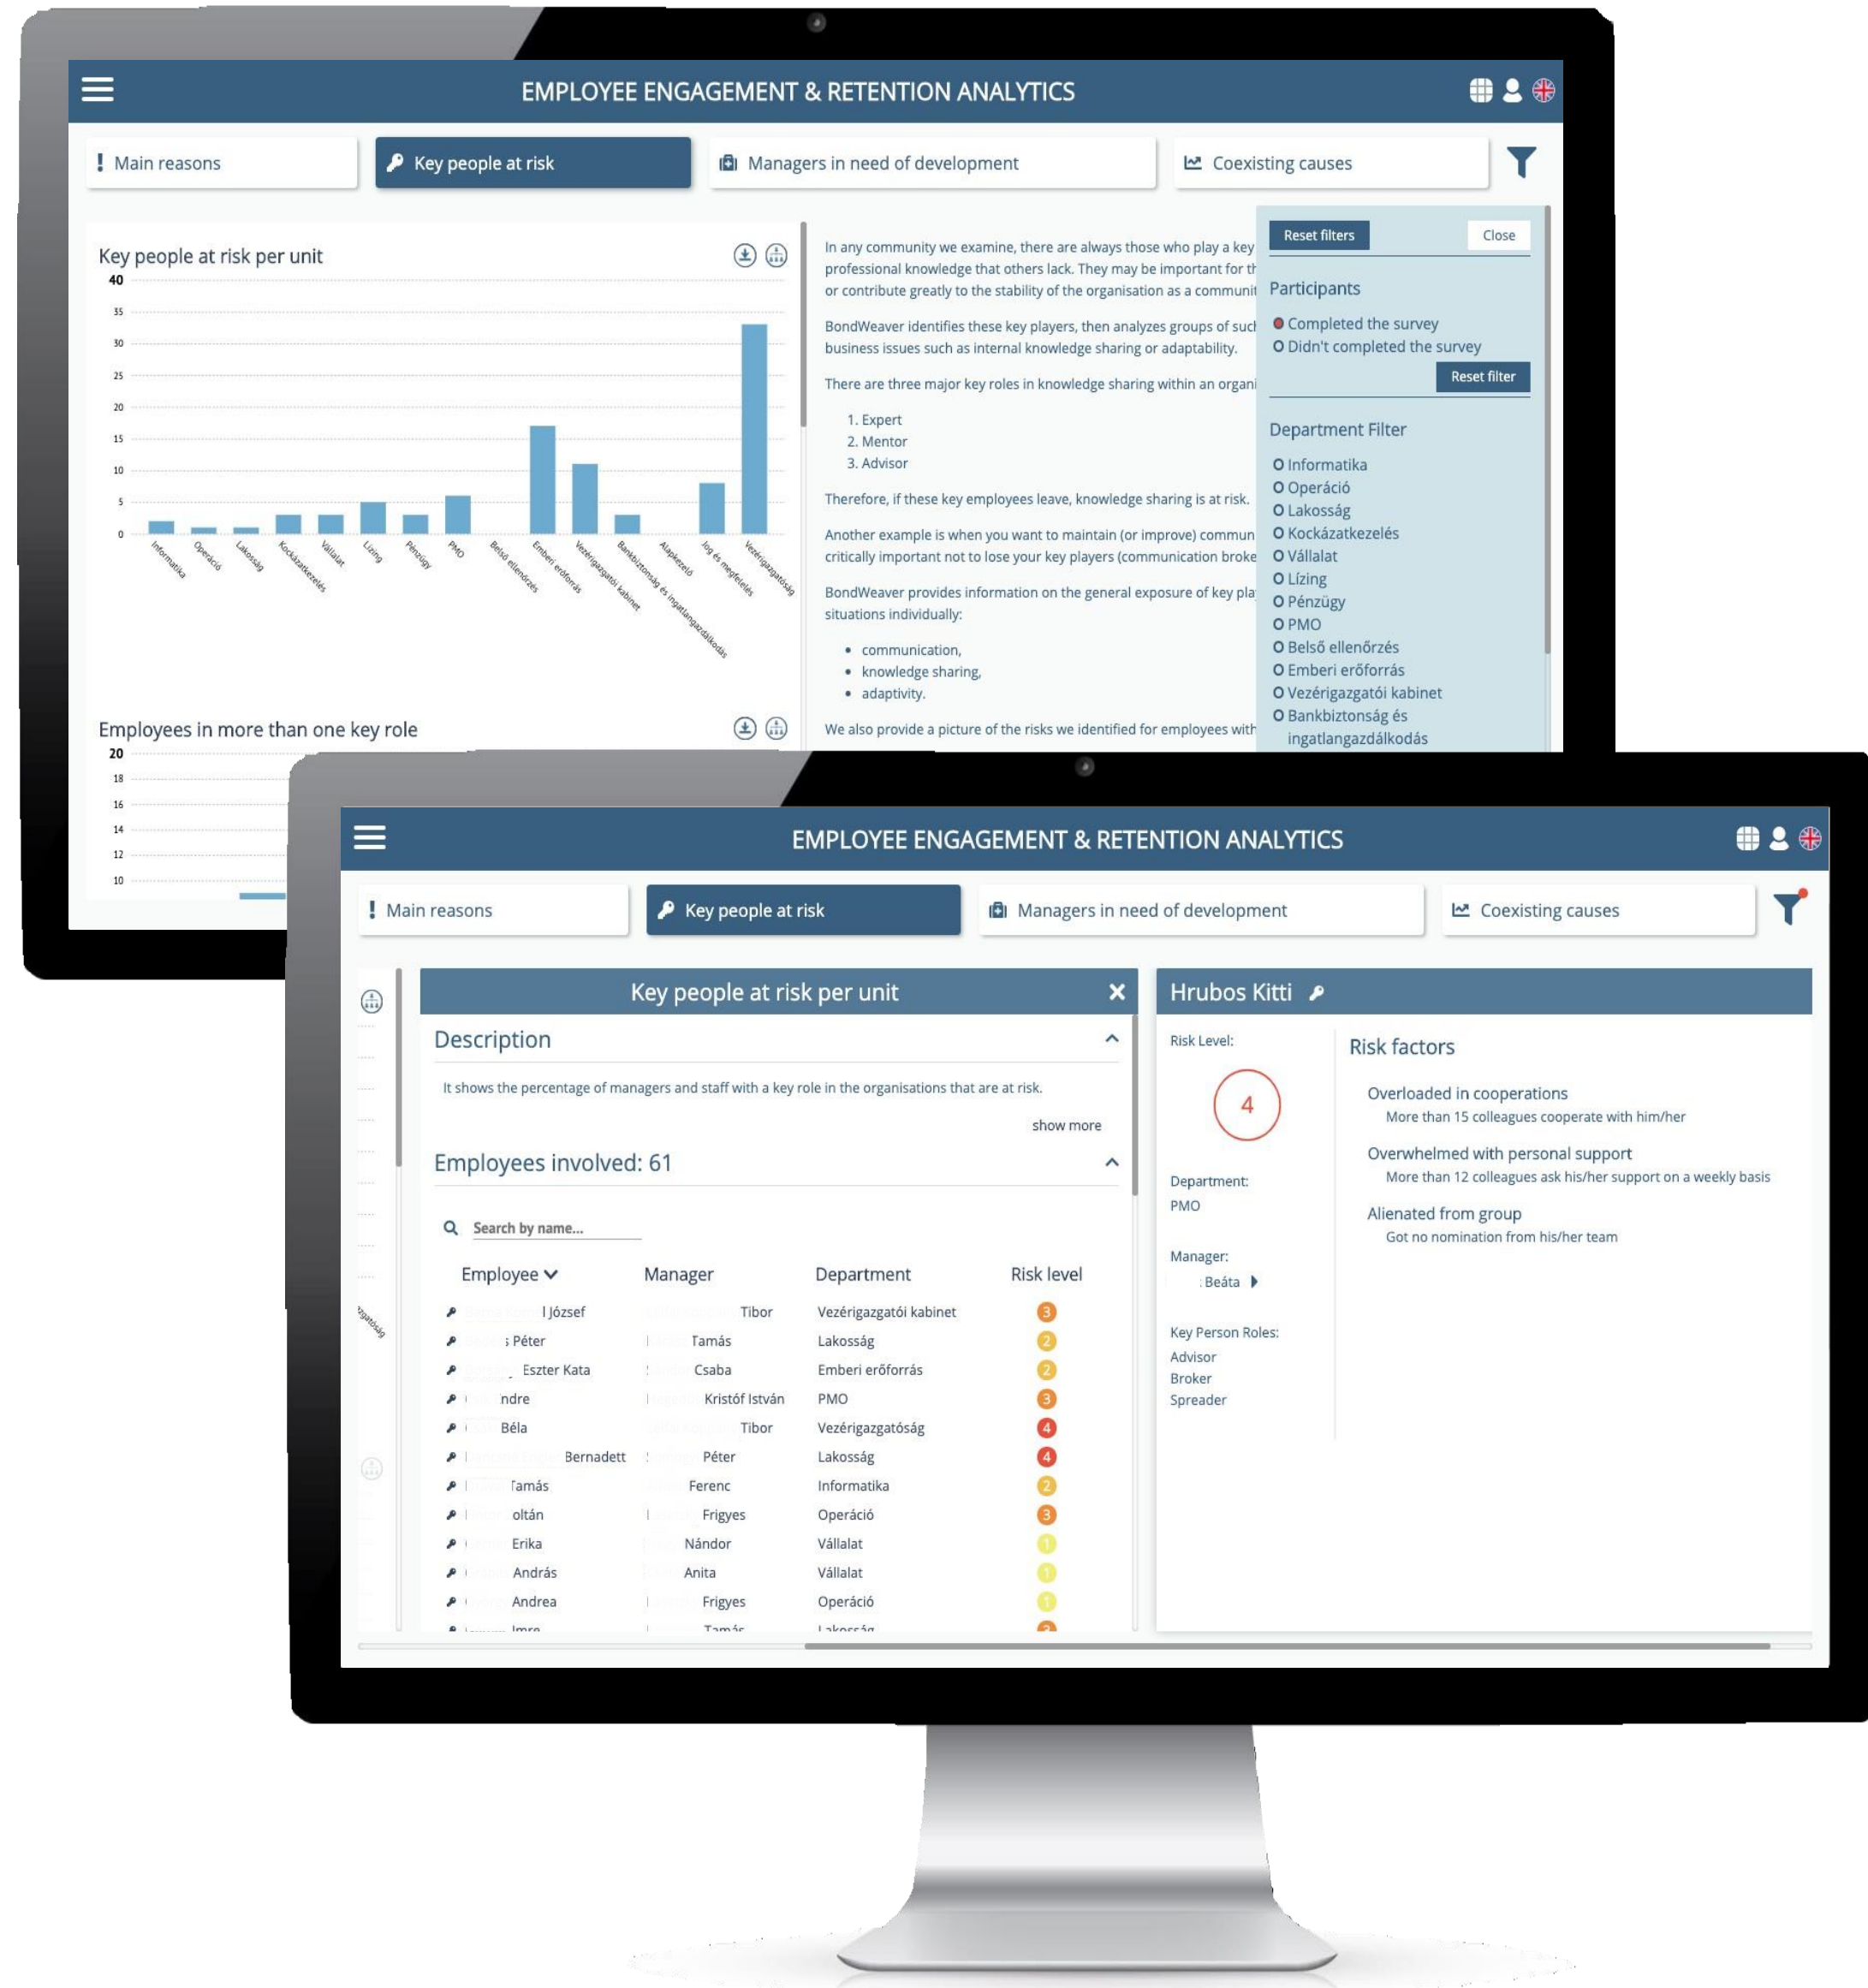 EMPLOYEE ENGAGEMENT & RETENTION ANALYTICS
Main reasons
Key people at risk
Managers in need of development
Coexisting causes
Key people at risk per unit
40
35
30
25
20
15
10
5
0
Informatika
Operáció
Lakosság
Kockázatkezelés
Vállalat
Lízing
Pénzügy
PMO
Belső ellenőrzés
Emberi erőforrás
Vezérigazgatói kabinet
Bankbiztonság és ingatlangazdálkodás
Alapkezelő
Jog és megfelelés
Vezérigazgatóság
Employees in more than one key role
20
18
16
14
12
10
In any community we examine, there are always those who play a key
professional knowledge that others lack. They may be important for th
or contribute greatly to the stability of the organisation as a communit
BondWeaver identifies these key players, then analyzes groups of such
business issues such as internal knowledge sharing or adaptability.
There are three major key roles in knowledge sharing within an organi
1. Expert
2. Mentor
3. Advisor
Therefore, if these key employees leave, knowledge sharing is at risk.
Another example is when you want to maintain (or improve) commun
critically important not to lose your key players (communication broke
BondWeaver provides information on the general exposure of key pla
situations individually:
• communication,
• knowledge sharing,
• adaptivity.
We also provide a picture of the risks we identified for employees with
Reset filters
Close
Participants
Completed the survey
Didn't completed the survey
Reset filter
Department Filter
Informatika
Operáció
Lakosság
Kockázatkezelés
Vállalat
Lízing
Pénzügy
PMO
Belső ellenőrzés
Emberi erőforrás
Vezérigazgatói kabinet
Bankbiztonság és
ingatlangazdálkodás
EMPLOYEE ENGAGEMENT & RETENTION ANALYTICS
Main reasons
Key people at risk
Managers in need of development
Coexisting causes
Key people at risk per unit
Description
It shows the percentage of managers and staff with a key role in the organisations that are at risk.
show more
Employees involved: 61
Search by name...
Employee Manager Department Risk level
József Tibor Vezérigazgatói kabinet 3
Péter Tamás Lakosság 2
Eszter Kata Csaba Emberi erőforrás 2
ndre Kristóf István PMO 3
Béla Tibor Vezérigazgatóság 4
Bernadett Péter Lakosság 4
Tamás Ferenc Informatika 2
oltán Frigyes Operáció 3
Erika Nándor Vállalat 1
András Anita Vállalat 1
Andrea Frigyes Operáció 1
Imre Tamás Lakosság
Hrubos Kitti
Risk Level:
4
Department:
PMO
Manager:
Beáta
Key Person Roles:
Advisor
Broker
Spreader
Risk factors
Overloaded in cooperations
More than 15 colleagues cooperate with him/her
Overwhelmed with personal support
More than 12 colleagues ask his/her support on a weekly basis
Alienated from group
Got no nomination from his/her team